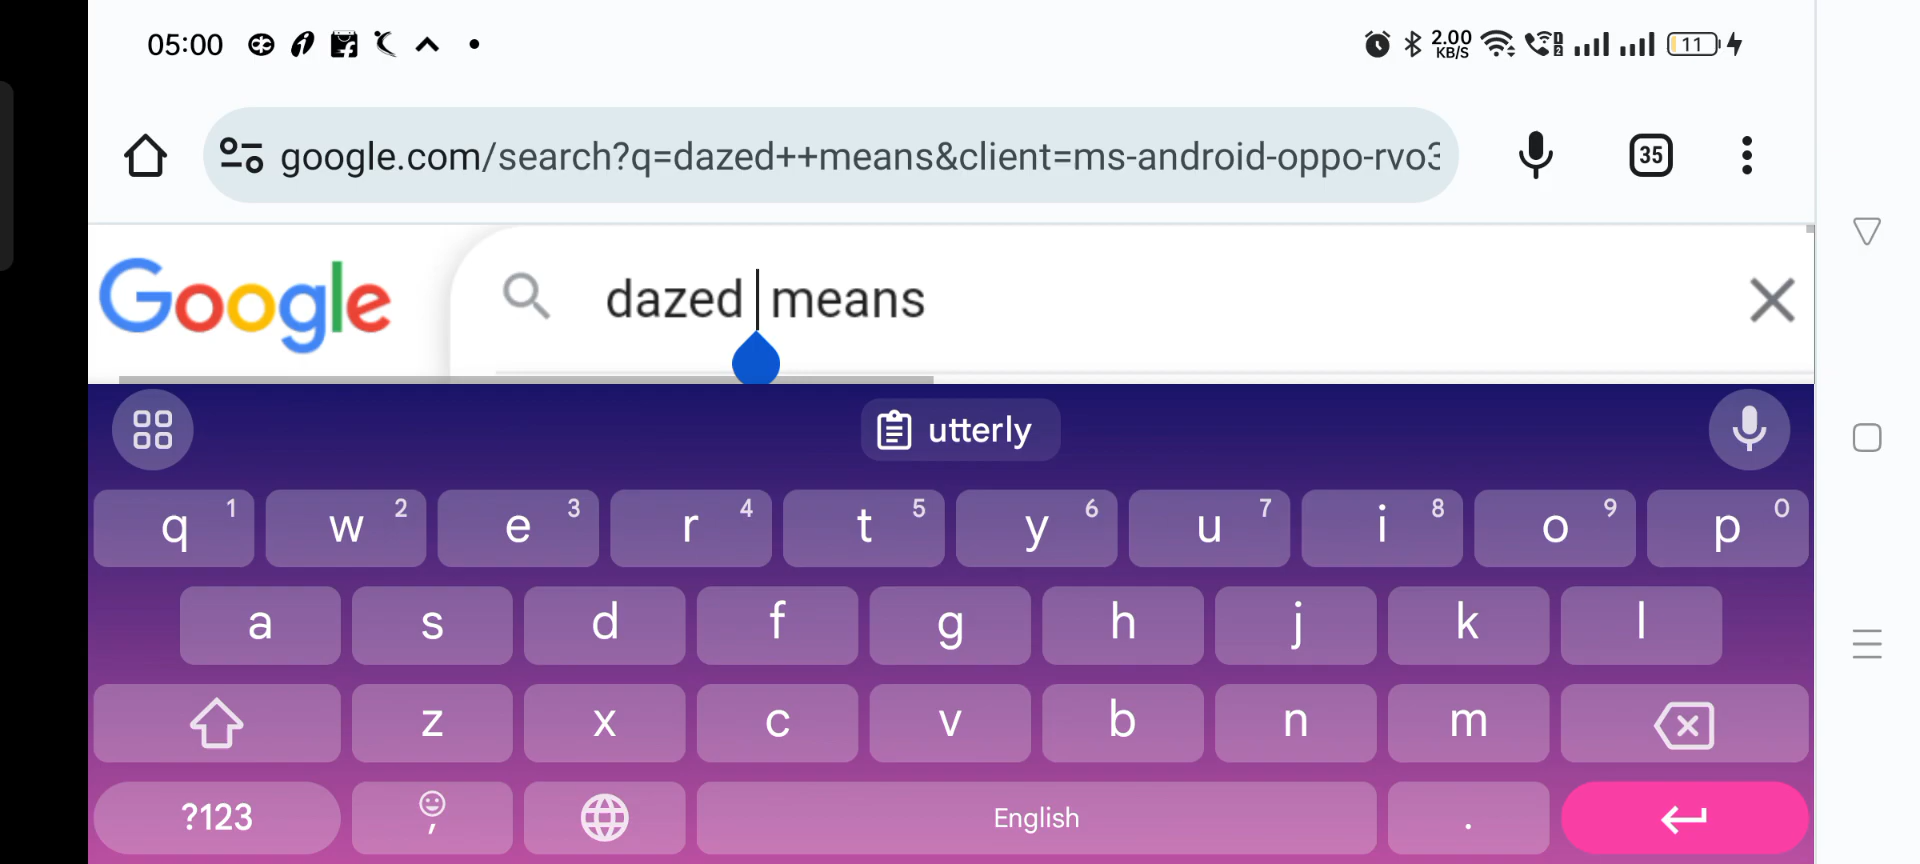 05:00 2.00 KB/S 11
google.com/search?q=dazed++means&client=ms-android-oppo-rvo3
35
Google dazed means
utterly
q 1 w 2 e 3 r 4 t 5 y 6 u 7 i 8 o 9 p 0
a s d f g h j k l
z x c v b n m
?123 , English .